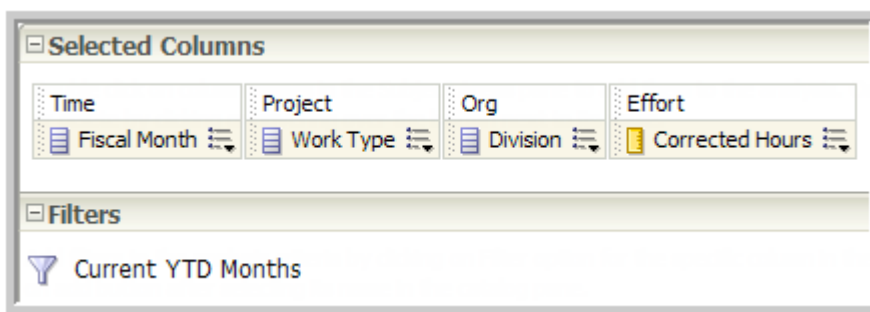 Selected Columns
Time Project Org Effort
Fiscal Month Work Type Division Corrected Hours
Filters
Current YTD Months